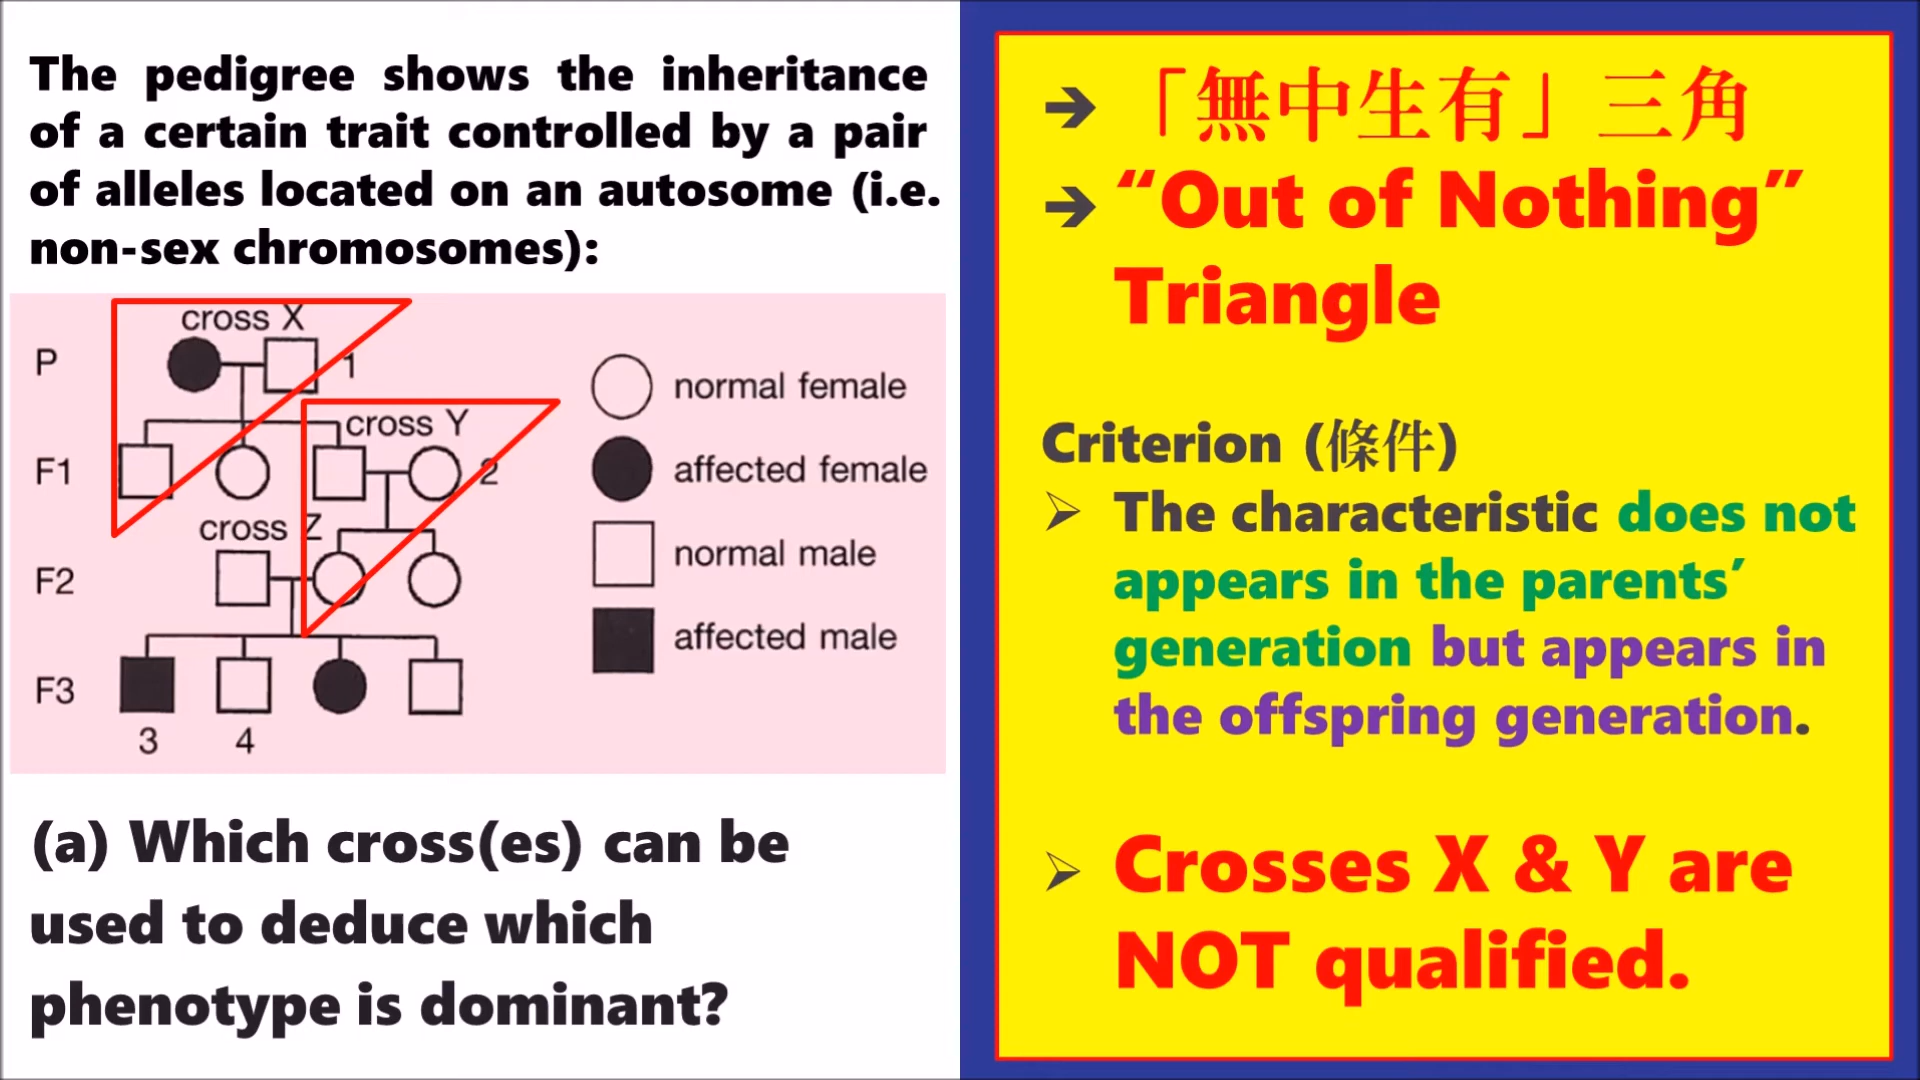 The pedigree shows the inheritance
of a certain trait controlled by a pair
of alleles located on an autosome (i.e.
non-sex chromosomes):
cross X
P
1
cross Y
F1
2
cross Z
F2
F3
3
4
normal female
affected female
normal male
affected male
(a) Which cross(es) can be
used to deduce which
phenotype is dominant?
➔ 「無中生有」三角
➔ “Out of Nothing”
Triangle
Criterion (條件)
➢ The characteristic does not
appears in the parents’
generation but appears in
the offspring generation.
➢ Crosses X & Y are
NOT qualified.